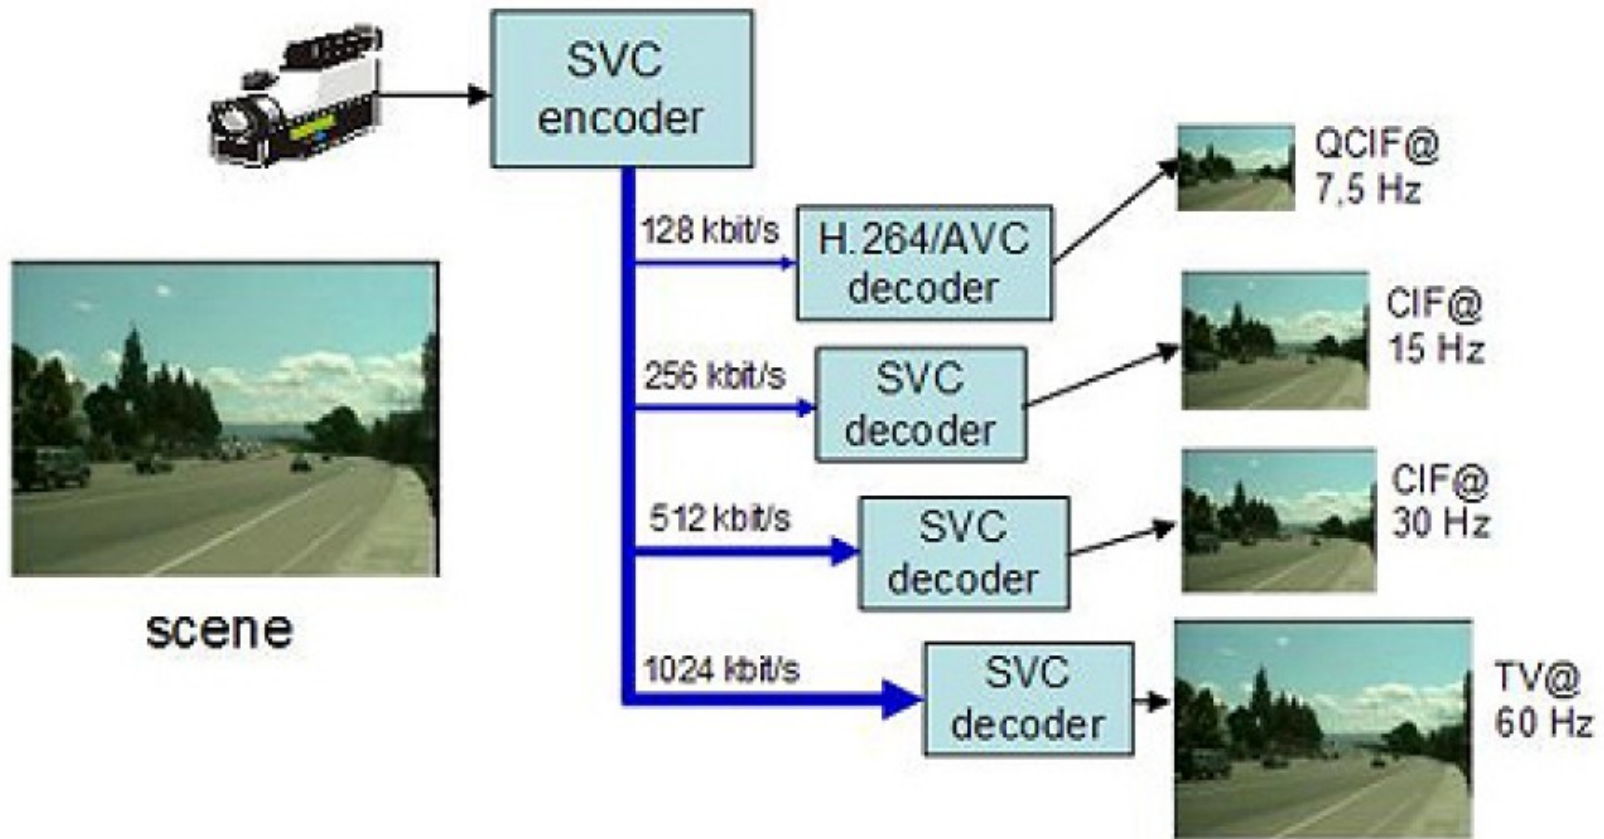 SVC
encoder
128 kbit/s
H.264/AVC
decoder
QCIF@
7,5 Hz
256 kbit/s
SVC
decoder
CIF@
15 Hz
512 kbit/s
SVC
decoder
CIF@
30 Hz
scene
1024 kbit/s
SVC
decoder
TV@
60 Hz